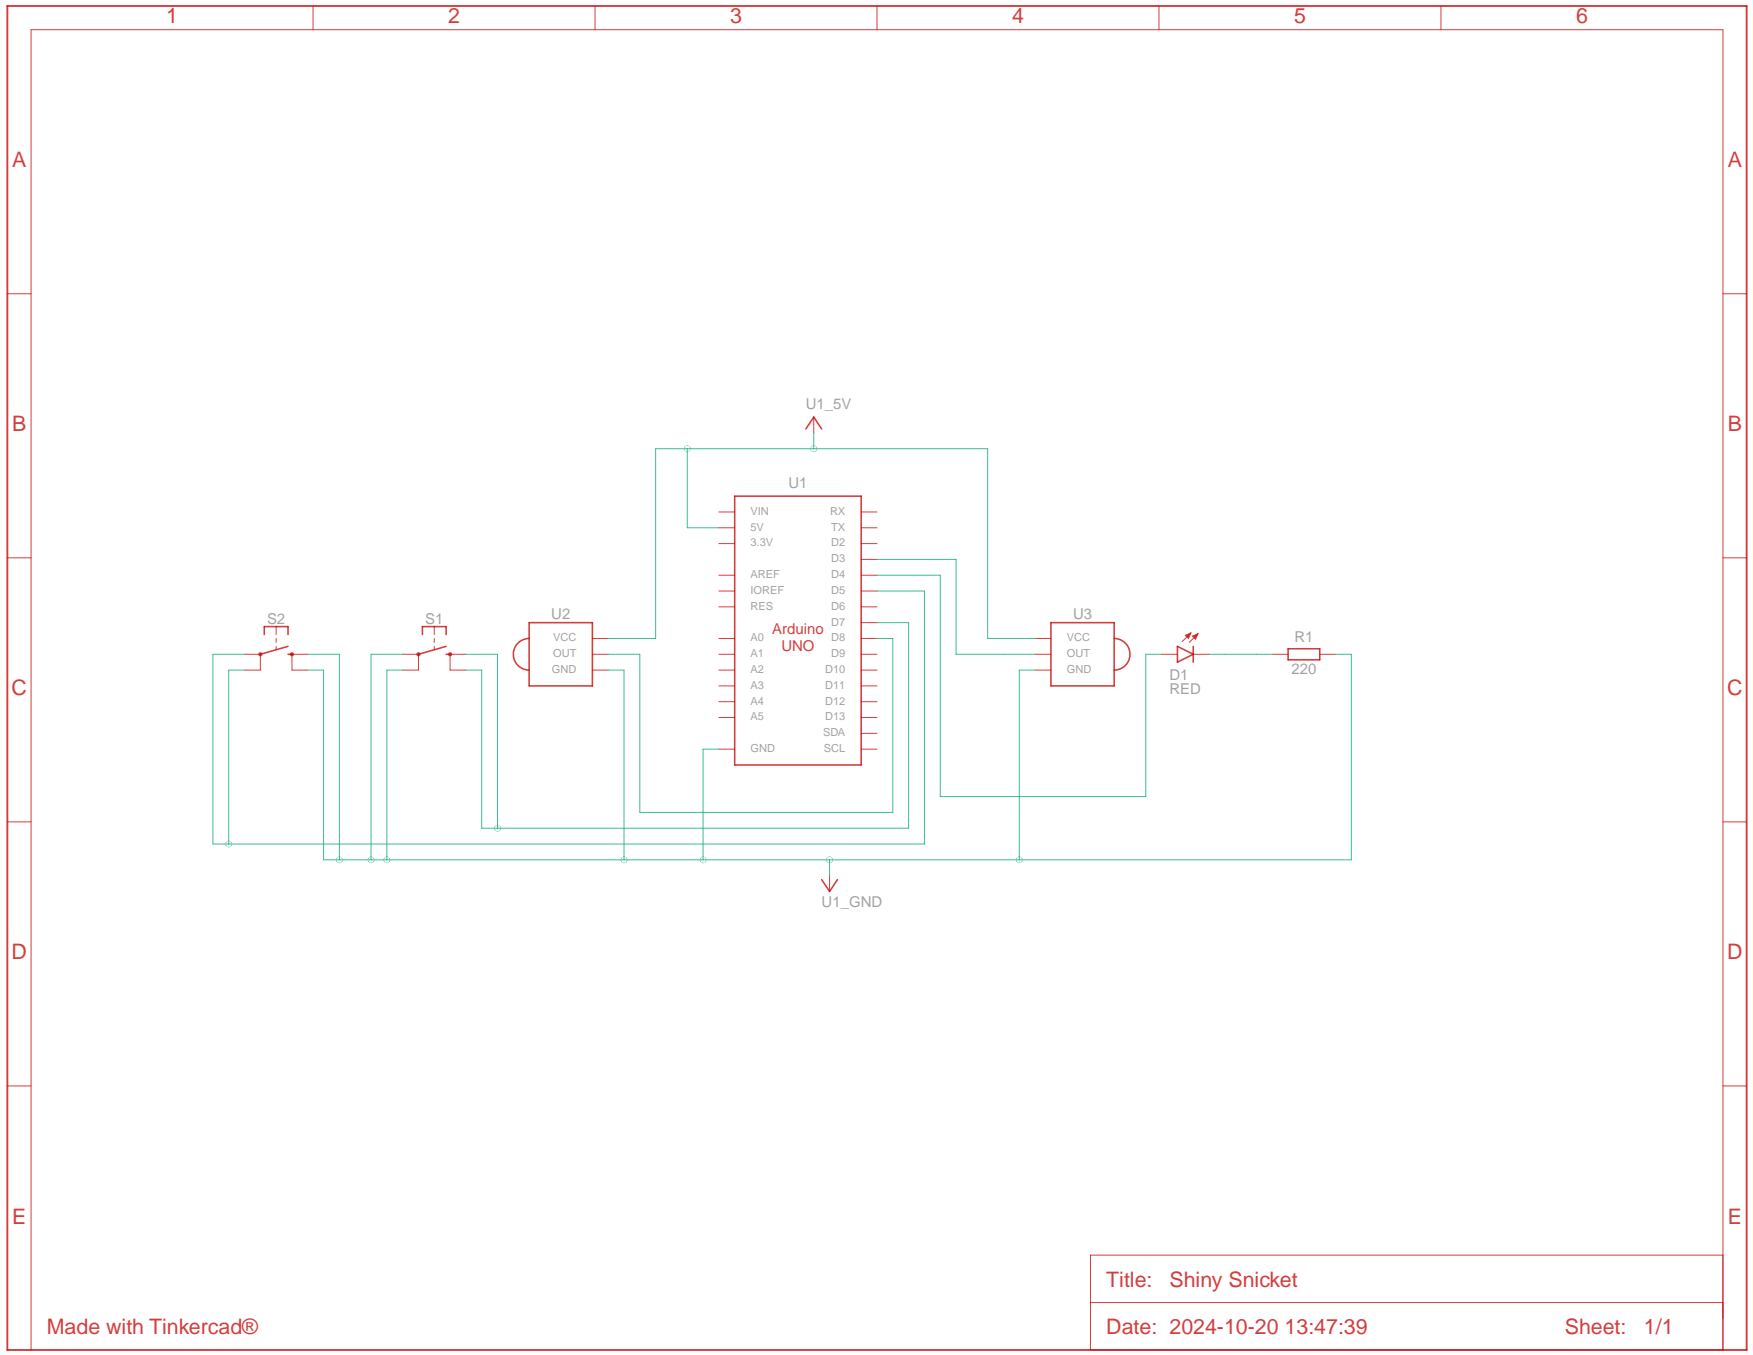 1 2 3 4 5 6
A A
B B
U1_5V
U1
VIN RX
5V TX
3.3V D2
D3
AREF D4
IOREF D5
RES D6
D7
A0 D8
A1 D9
A2 D10
A3 D11
A4 D12
A5 D13
SDA
GND SCL
Arduino
UNO
S2
S1
U2
VCC
OUT
GND
U3
VCC
OUT
GND
D1
RED
R1
220
C C
U1_GND
D D
E E
Title: Shiny Snicket
Date: 2024-10-20 13:47:39 Sheet: 1/1
Made with Tinkercad®